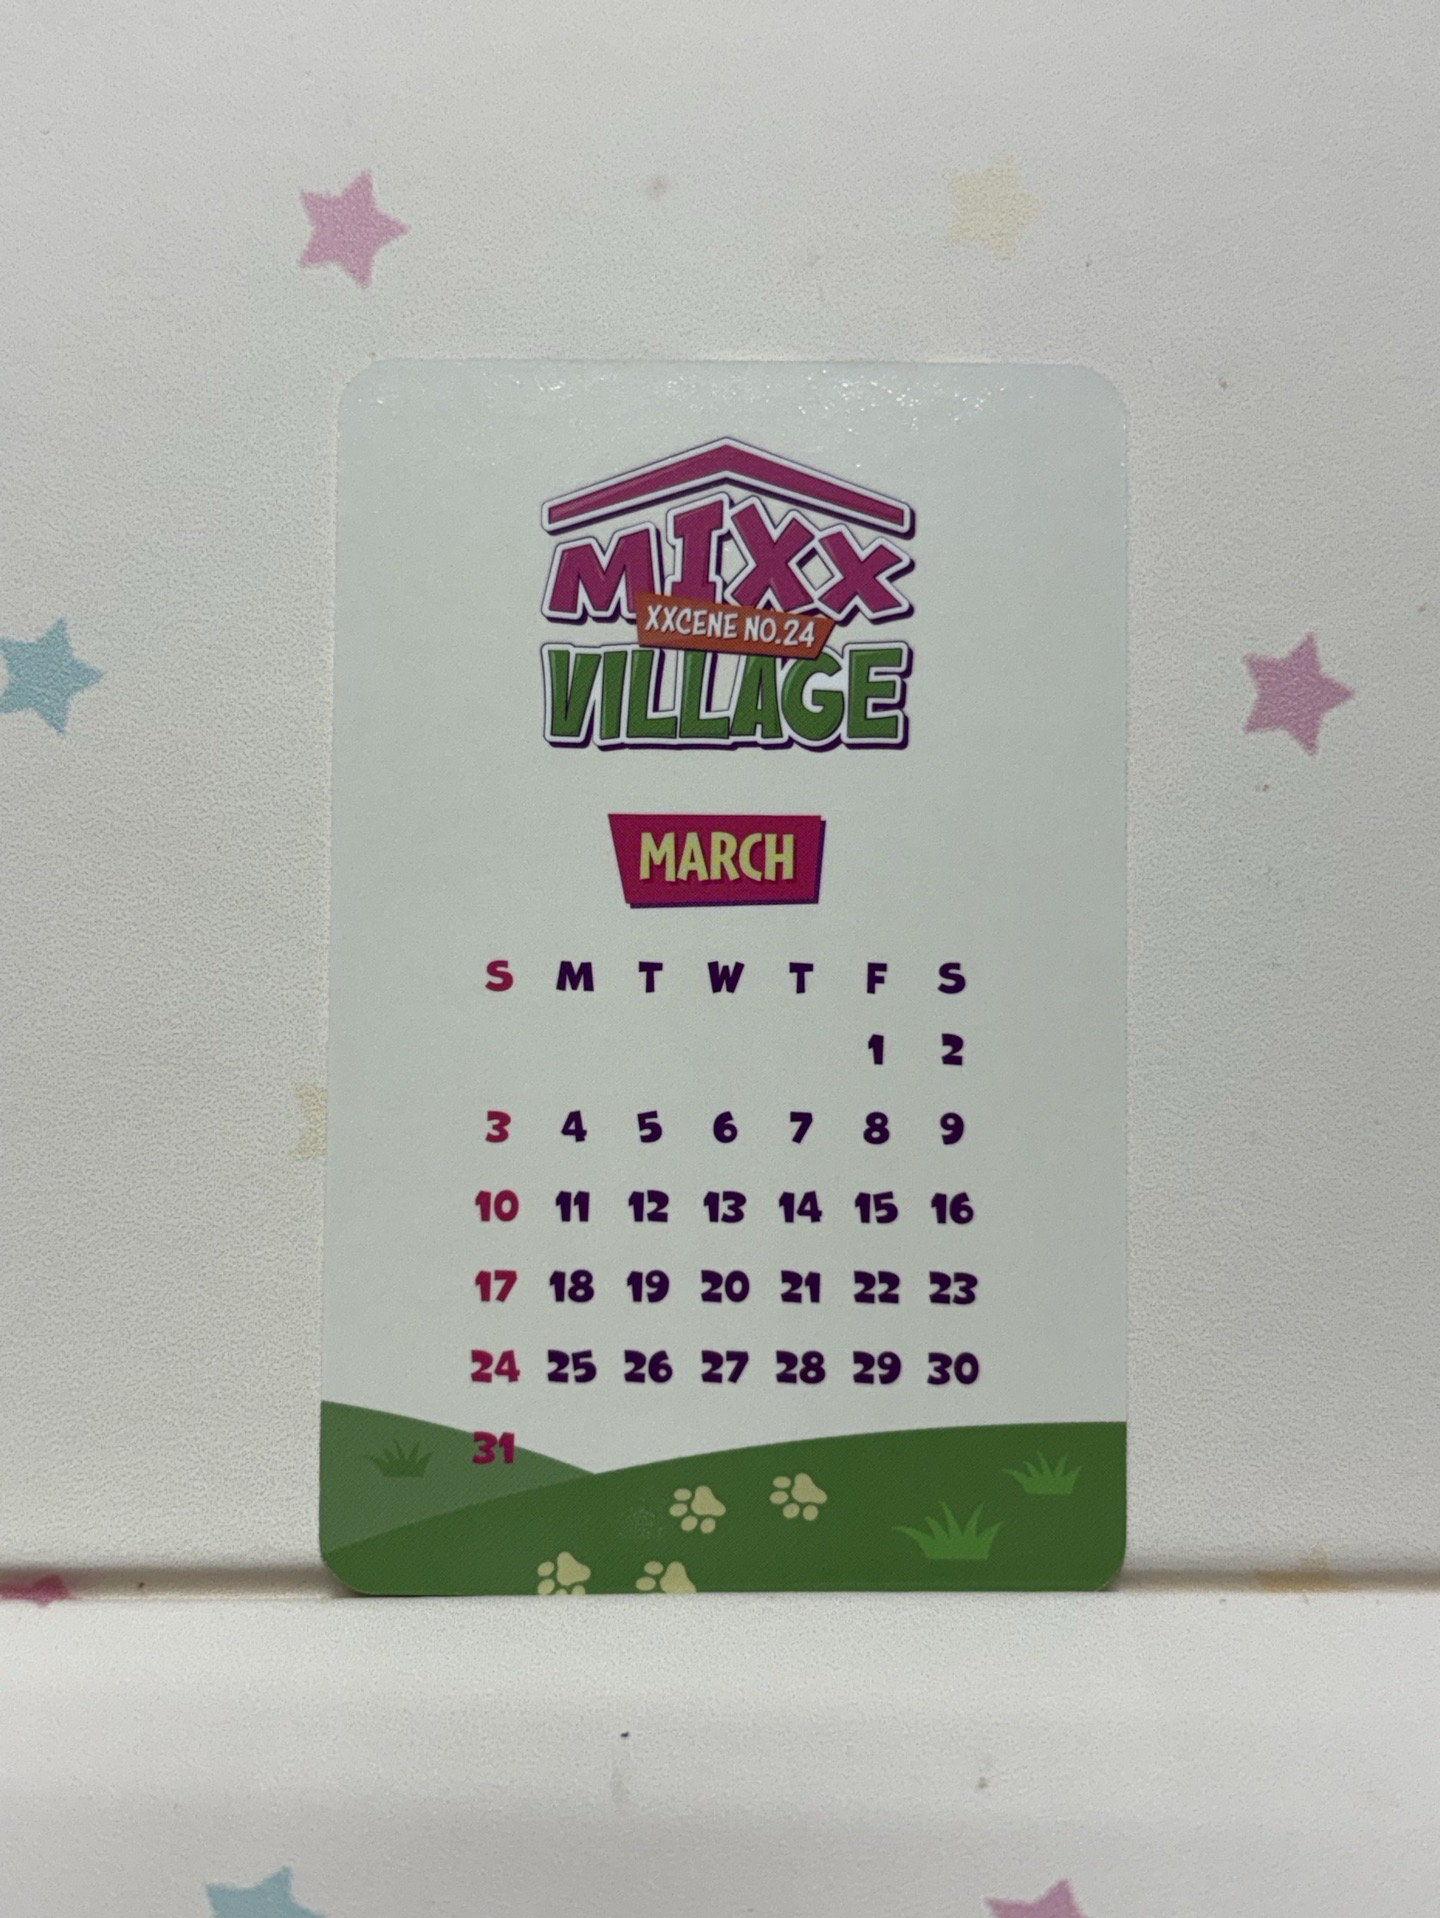 MIXX
XXCENE NO.24
VILLAGE
MARCH
S M T W T F S
1 2
3 4 5 6 7 8 9
10 11 12 13 14 15 16
17 18 19 20 21 22 23
24 25 26 27 28 29 30
31